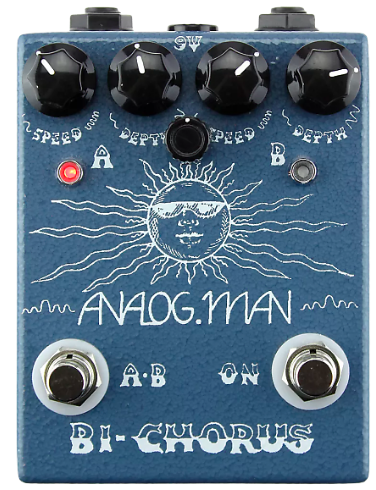 9V
SPEED DEPTH SPEED DEPTH
A B
ANALOG.MAN
A·B ON
BI-CHORUS